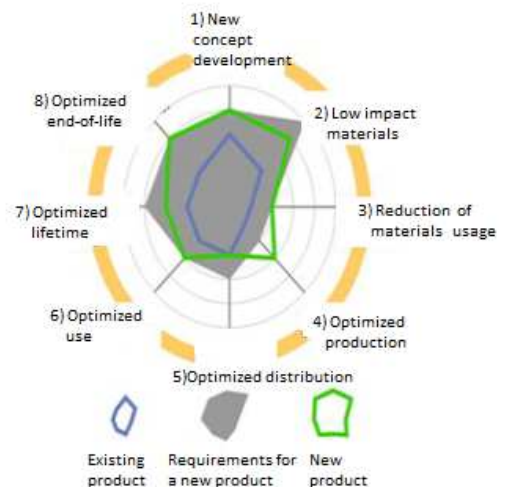 1) New
concept
development
8) Optimized
end-of-life
2) Low impact
materials
7) Optimized
lifetime
3) Reduction of
materials usage
6) Optimized
use
4) Optimized
production
5)Optimized distribution
Existing
product
Requirements for
a new product
New
product